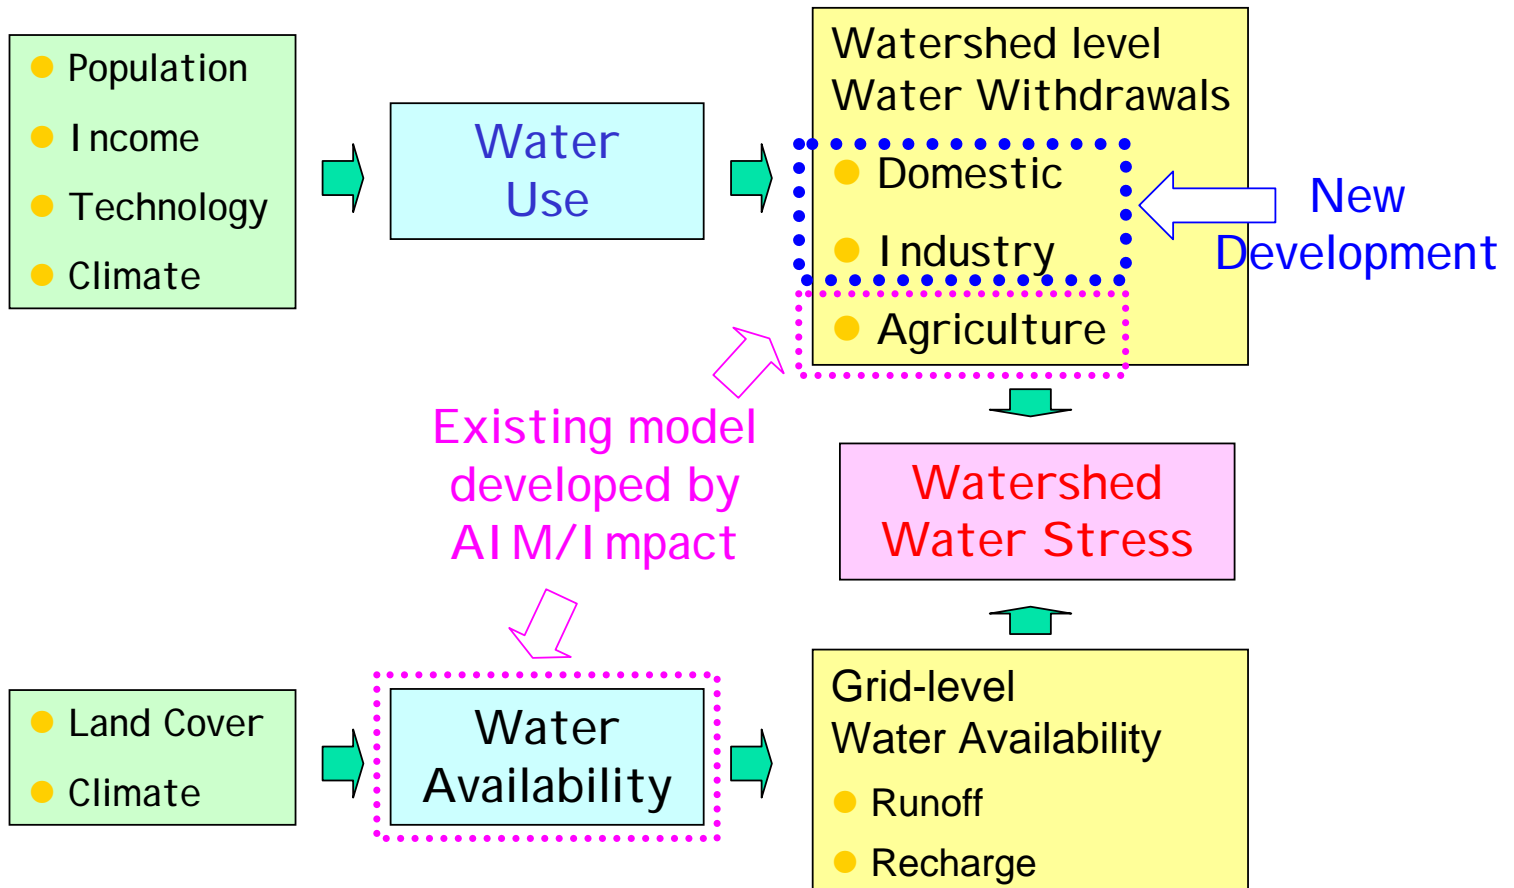 Population
Income
Technology
Climate
Water
Use
Watershed level
Water Withdrawals
Domestic
Industry
Agriculture
New
Development
Existing model
developed by
AIM/Impact
Watershed
Water Stress
Land Cover
Climate
Water
Availability
Grid-level
Water Availability
Runoff
Recharge